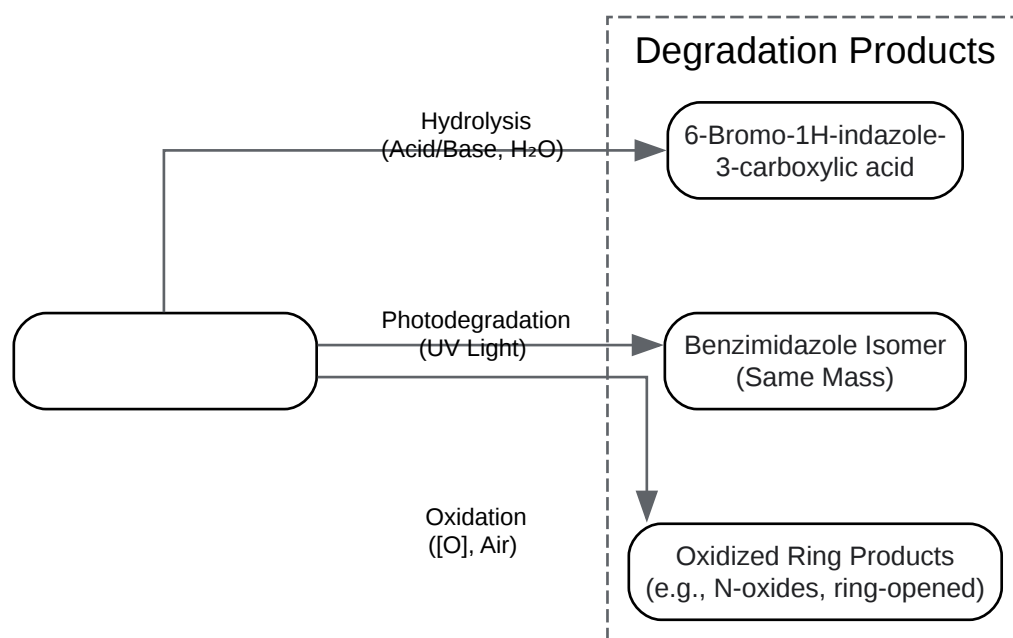 Degradation Products
Hydrolysis
(Acid/Base, H₂O)
6-Bromo-1H-indazole-
3-carboxylic acid
Photodegradation
(UV Light)
Benzimidazole Isomer
(Same Mass)
Oxidation
([O], Air)
Oxidized Ring Products
(e.g., N-oxides, ring-opened)